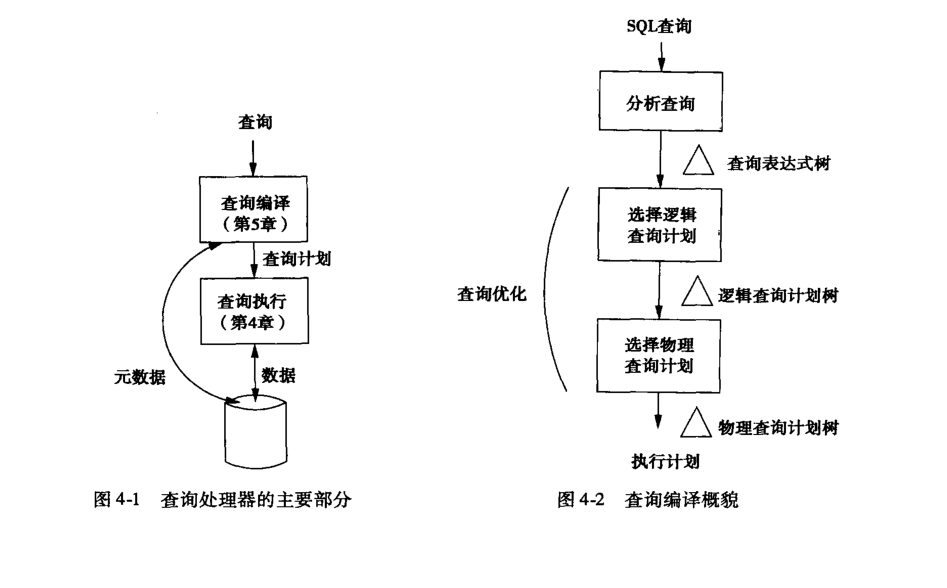 查询
查询编译
(第5章)
查询计划
查询执行
(第4章)
元数据
数据
图 4-1 查询处理器的主要部分
SQL查询
分析查询
查询表达式树
选择逻辑
查询计划
查询优化
逻辑查询计划树
选择物理
查询计划
物理查询计划树
执行计划
图 4-2 查询编译概貌